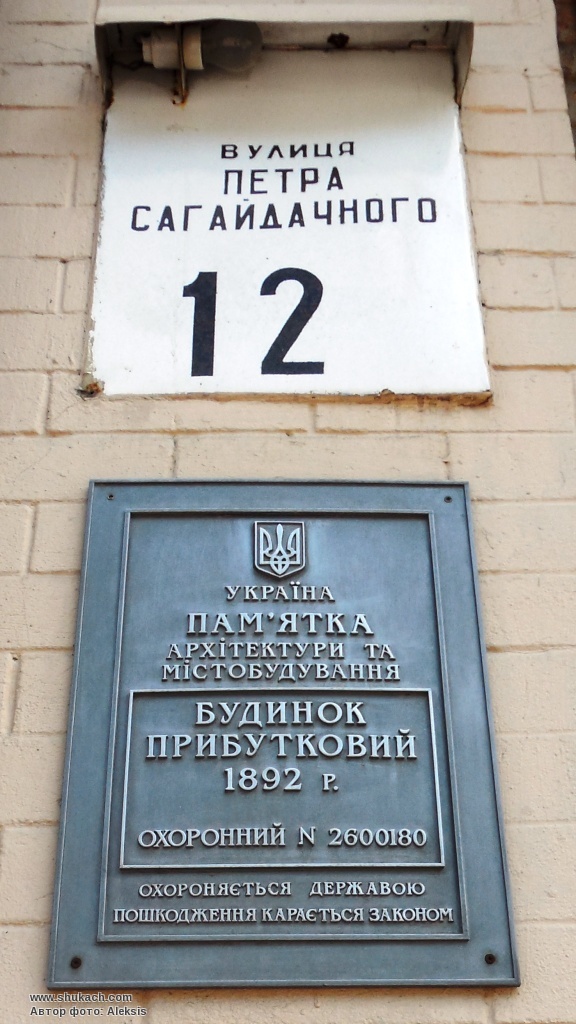 ВУЛИЦЯ
ПЕТРА
САГАЙДАЧНОГО
12
УКРАЇНА
ПАМ'ЯТКА
АРХІТЕКТУРИ ТА
МІСТОБУДУВАННЯ
БУДИНОК
ПРИБУТКОВИЙ
1892 р.
ОХОРОННИЙ N 2600180
ОХОРОНЯЄТЬСЯ ДЕРЖАВОЮ
ПОШКОДЖЕННЯ КАРАЄТЬСЯ ЗАКОНОМ
www.shukach.com
Автор фото: Aleksis